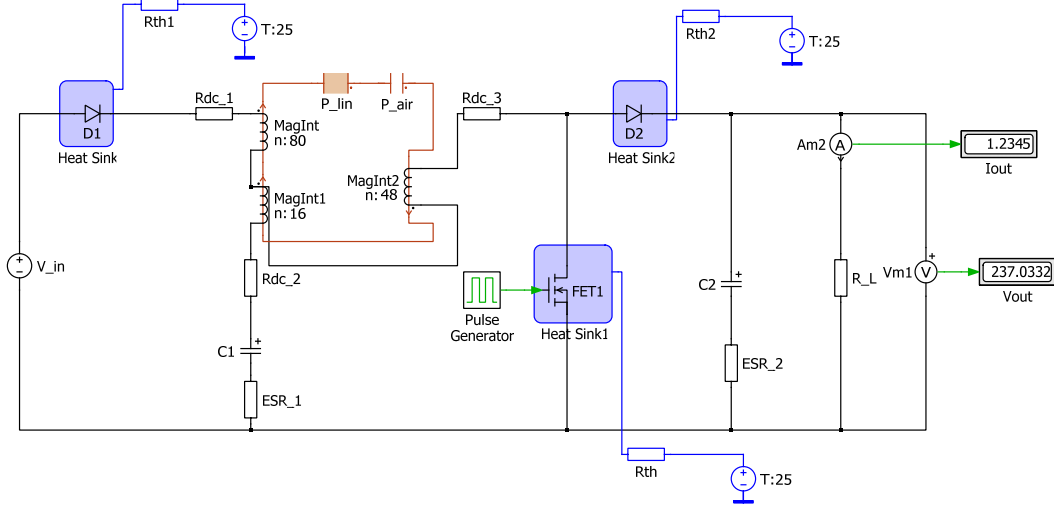 Rth1
T:25
Rth2
T:25
D1
Heat Sink
Rdc_1
P_lin
P_air
MagInt
n:80
Rdc_3
D2
Heat Sink2
Am2
A
1.2345
Iout
MagInt1
n:16
MagInt2
n:48
V_in
Rdc_2
Pulse
Generator
FET1
Heat Sink1
C2
+
R_L
Vm1
V
+
237.0332
Vout
C1
+
ESR_1
ESR_2
Rth
T:25